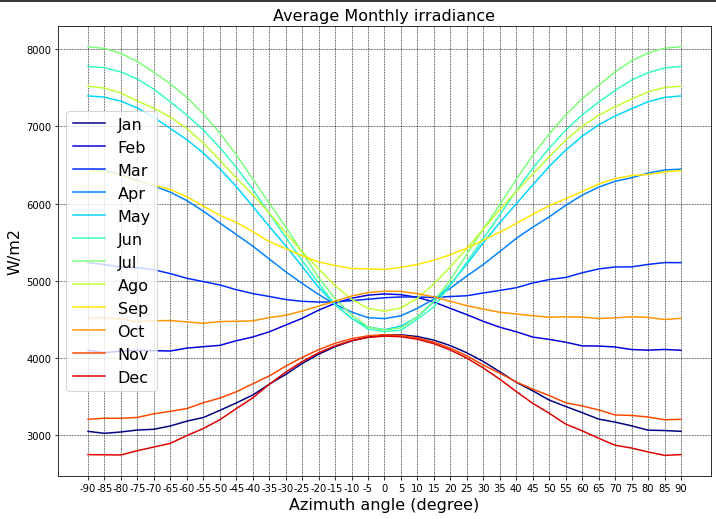 Average Monthly irradiance
8000
7000
6000
5000
4000
3000
W/m2
Jan
Feb
Mar
Apr
May
Jun
Jul
Ago
Sep
Oct
Nov
Dec
-90 -85 -80 -75 -70 -65 -60 -55 -50 -45 -40 -35 -30 -25 -20 -15 -10 -5 0 5 10 15 20 25 30 35 40 45 50 55 60 65 70 75 80 85 90
Azimuth angle (degree)